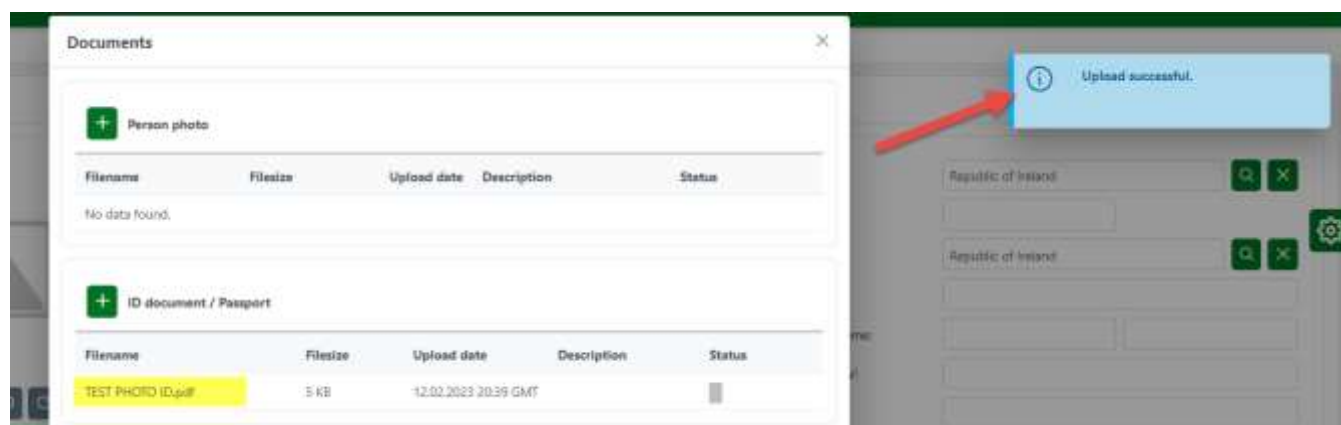 Documents
Upload successful.
Person photo
Filename Filesize Upload date Description Status
No data found.
Republic of Ireland
Republic of Ireland
ID document / Passport
Filename Filesize Upload date Description Status
TEST PHOTO ID.pdf 5 KB 12.02.2023 20:39 GMT